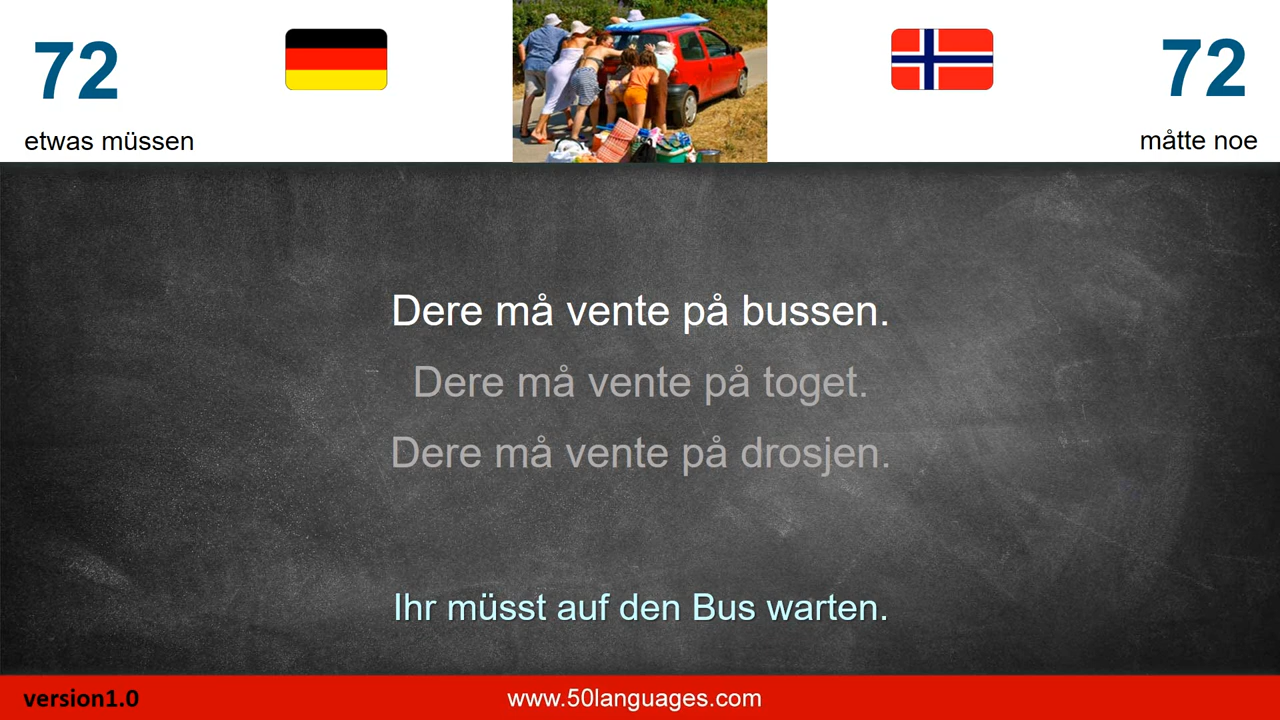 72
72
etwas müssen
måtte noe
Dere må vente på bussen.
Dere må vente på toget.
Dere må vente på drosjen.
Ihr müsst auf den Bus warten.
version1.0
www.50languages.com